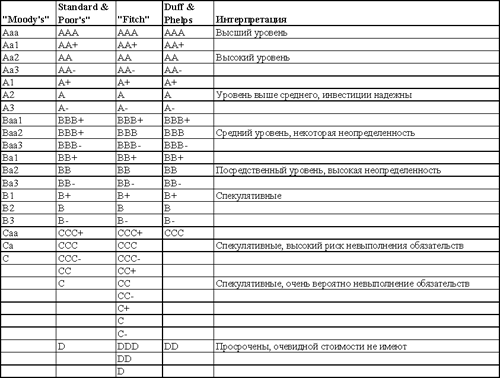 "Moody's" Standard & Poor's" "Fitch" Duff & Phelps Интерпретация
Aaa AAA AAA AAA Высший уровень
Aa1 AA+ AA+ AA+
Aa2 AA AA AA Высокий уровень
Aa3 AA- AA- AA-
A1 A+ A+ A+
A2 A A A Уровень выше среднего, инвестиции надежны
A3 A- A- A-
Baa1 BBB+ BBB+ BBB+
Baa2 BBB BBB BBB Средний уровень, некоторая неопределенность
Baa3 BBB- BBB- BBB-
Ba1 BB+ BB+ BB+
Ba2 BB BB BB Посредственный уровень, высокая неопределенность
Ba3 BB- BB- BB-
B1 B+ B+ B+ Спекулятивные
B2 B B B
B3 B- B- B-
Caa CCC+ CCC+ CCC
Ca CCC CCC Спекулятивные, высокий риск невыполнения обязательств
C CCC- CCC-
CC CC+
C CC Спекулятивные, очень вероятно невыполнение обязательств
CC-
C+
C
C-
D DDD DD Просрочены, очевидной стоимости не имеют
DD
D